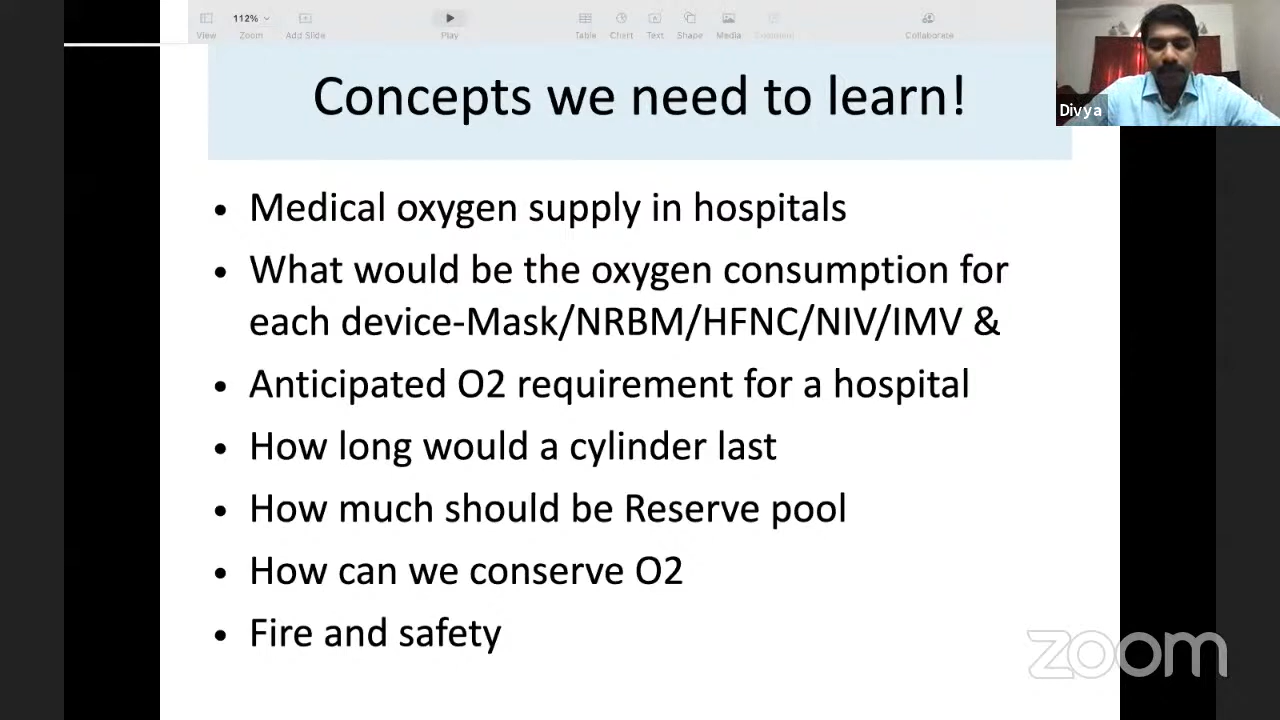 112%
View
Zoom
Add Slide
Play
Table
Chart
Text
Shape
Media
Comment
Collaborate
Concepts we need to learn!
Divya
• Medical oxygen supply in hospitals
• What would be the oxygen consumption for
each device-Mask/NRBM/HFNC/NIV/IMV &
• Anticipated O2 requirement for a hospital
• How long would a cylinder last
• How much should be Reserve pool
• How can we conserve O2
• Fire and safety
zoom